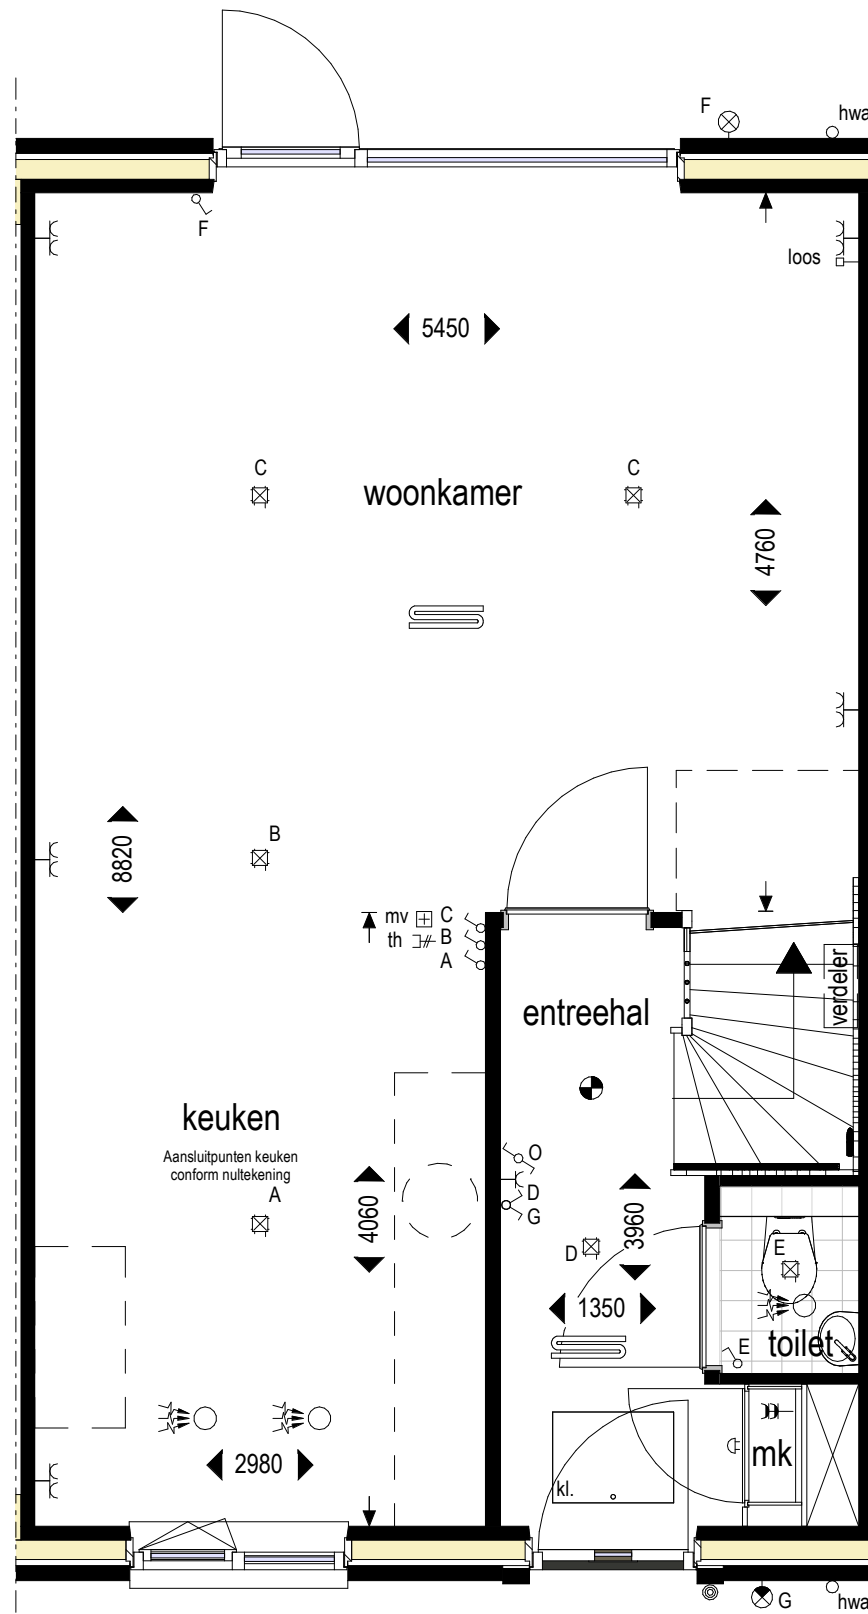 F
hwa
F
loos
5450
C
C
woonkamer
4760
B
8820
mv
C
th
B
A
verdeler
entreehal
keuken
Aansluitpunten keuken
conform nultekening
O
D
G
A
4060
3960
D
E
1350
toilet
E
mk
2980
kl.
G
hwa